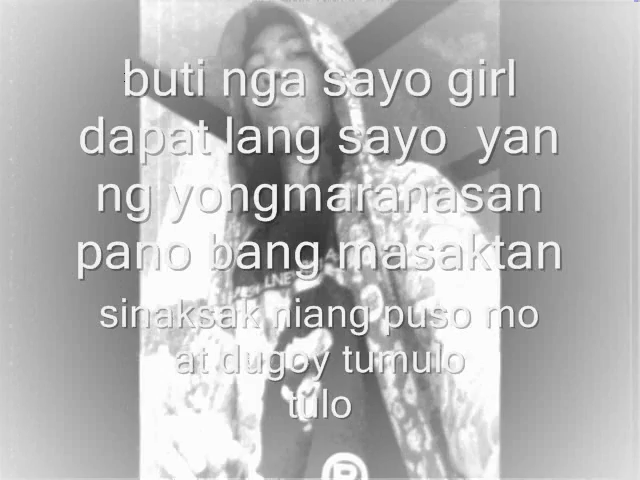 buti nga sayo girl
dapat lang sayo yan
ng yongmaranasan
pano bang masaktan
sinaksak niang puso mo
at dugoy tumulo
tulo